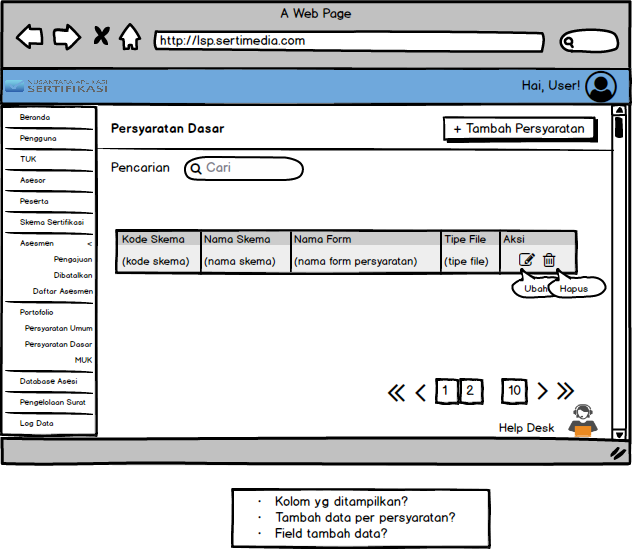 A Web Page
http://lsp.sertimedia.com
NUSANTARA APLIKASI
SERTIFIKASI
Hai, User!
Beranda
Pengguna
TUK
Asesor
Peserta
Skema Sertifikasi
Asesmen <
Pengajuan
Dibatalkan
Daftar Asesmen
Portofolio
Persyaratan Umum
Persyaratan Dasar
MUK
Database Asesi
Pengelolaan Surat
Log Data
Persyaratan Dasar
+ Tambah Persyaratan
Pencarian
Cari
Kode Skema Nama Skema Nama Form Tipe File Aksi
(kode skema) (nama skema) (nama form persyaratan) (tipe file)
Ubah Hapus
1 2 10
Help Desk
· Kolom yg ditampilkan?
· Tambah data per persyaratan?
· Field tambah data?